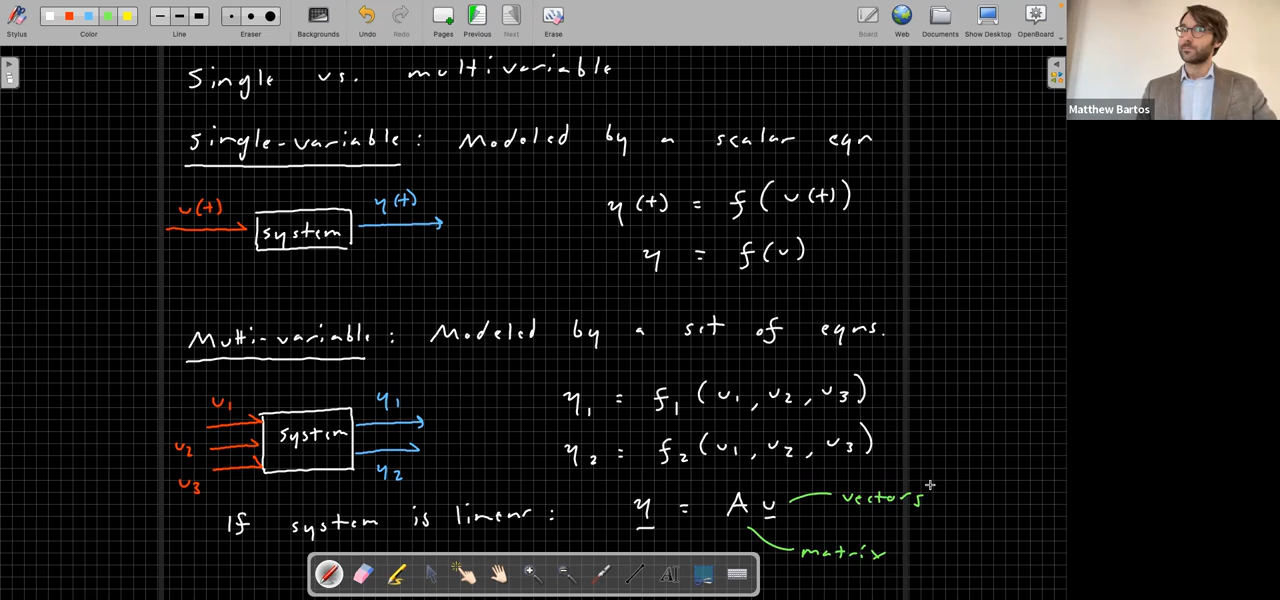 Stylus Color Line Eraser Backgrounds Undo Redo Pages Previous Next Erase Board Web Documents Show Desktop OpenBoard
Matthew Bartos
Single vs. multivariable
Single-variable: Modeled by a scalar eqn
u(t) system y(t)
y(t) = f(u(t))
y = f(u)
Multi-variable: Modeled by a set of eqns.
u1 u2 u3 system y1 y2
y1 = f1(u1, u2, u3)
y2 = f2(u1, u2, u3)
If system is linear: y = A u vectors
matrix
AI